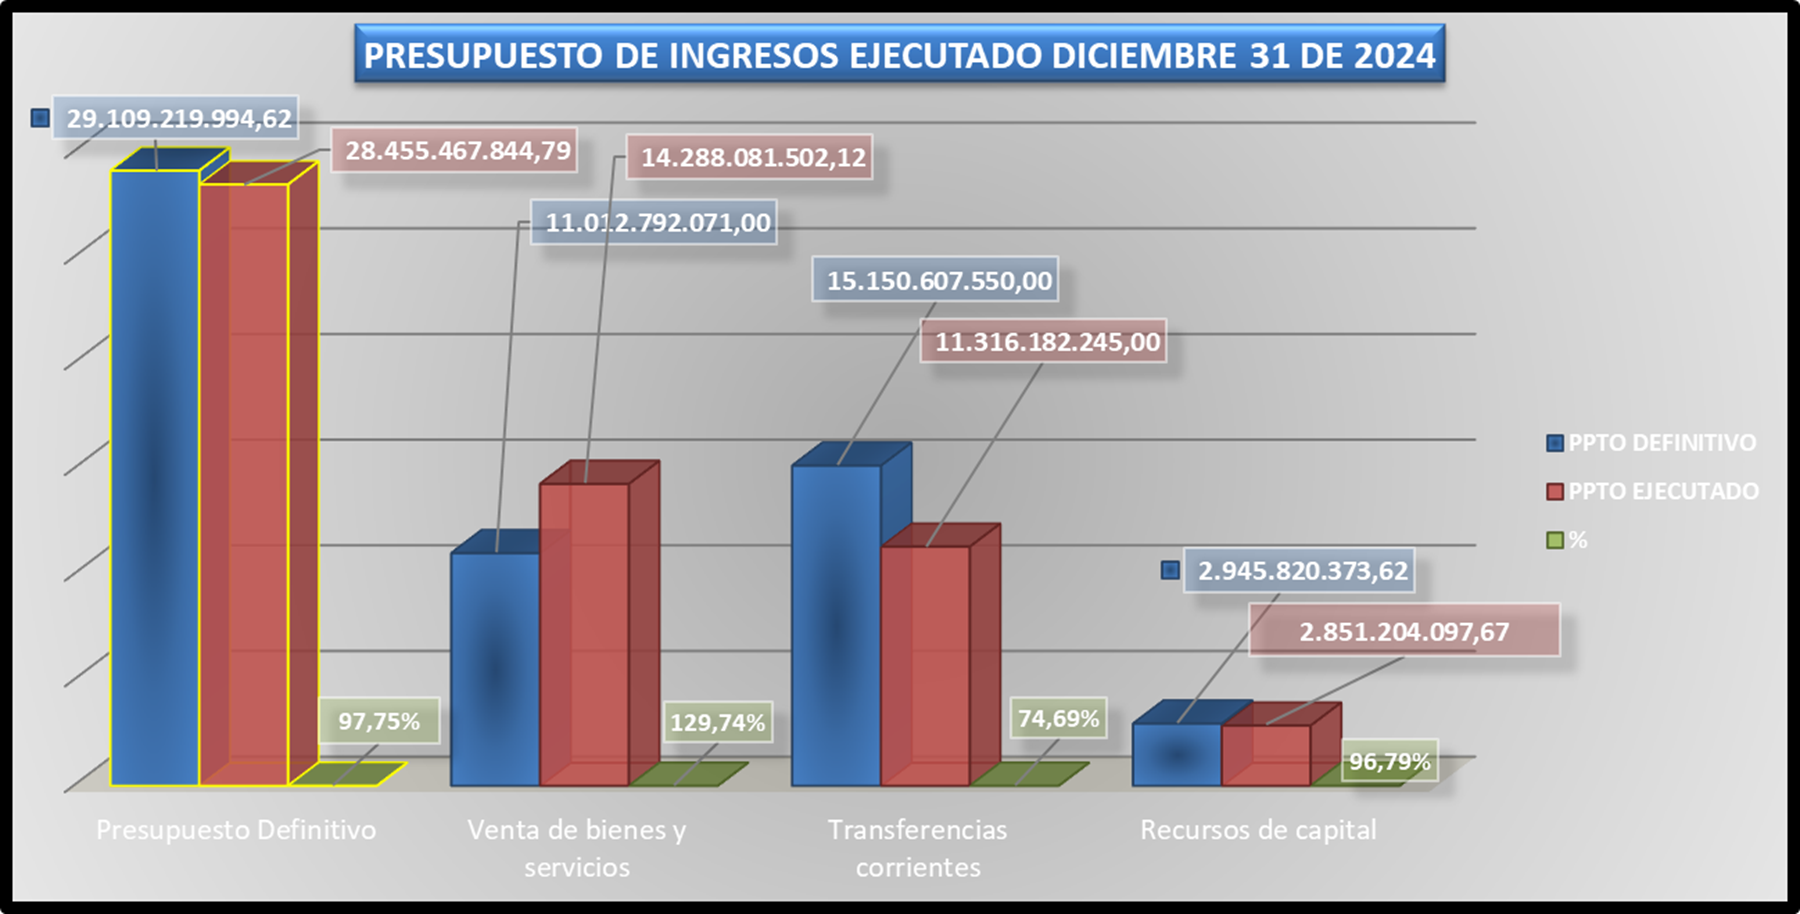 PRESUPUESTO DE INGRESOS EJECUTADO DICIEMBRE 31 DE 2024
29.109.219.994,62
28.455.467.844,79
14.288.081.502,12
11.012.792.071,00
15.150.607.550,00
11.316.182.245,00
2.945.820.373,62
2.851.204.097,67
97,75%
129,74%
74,69%
96,79%
PPTO DEFINITIVO
PPTO EJECUTADO
%
Presupuesto Definitivo
Venta de bienes y
servicios
Transferencias
corrientes
Recursos de capital